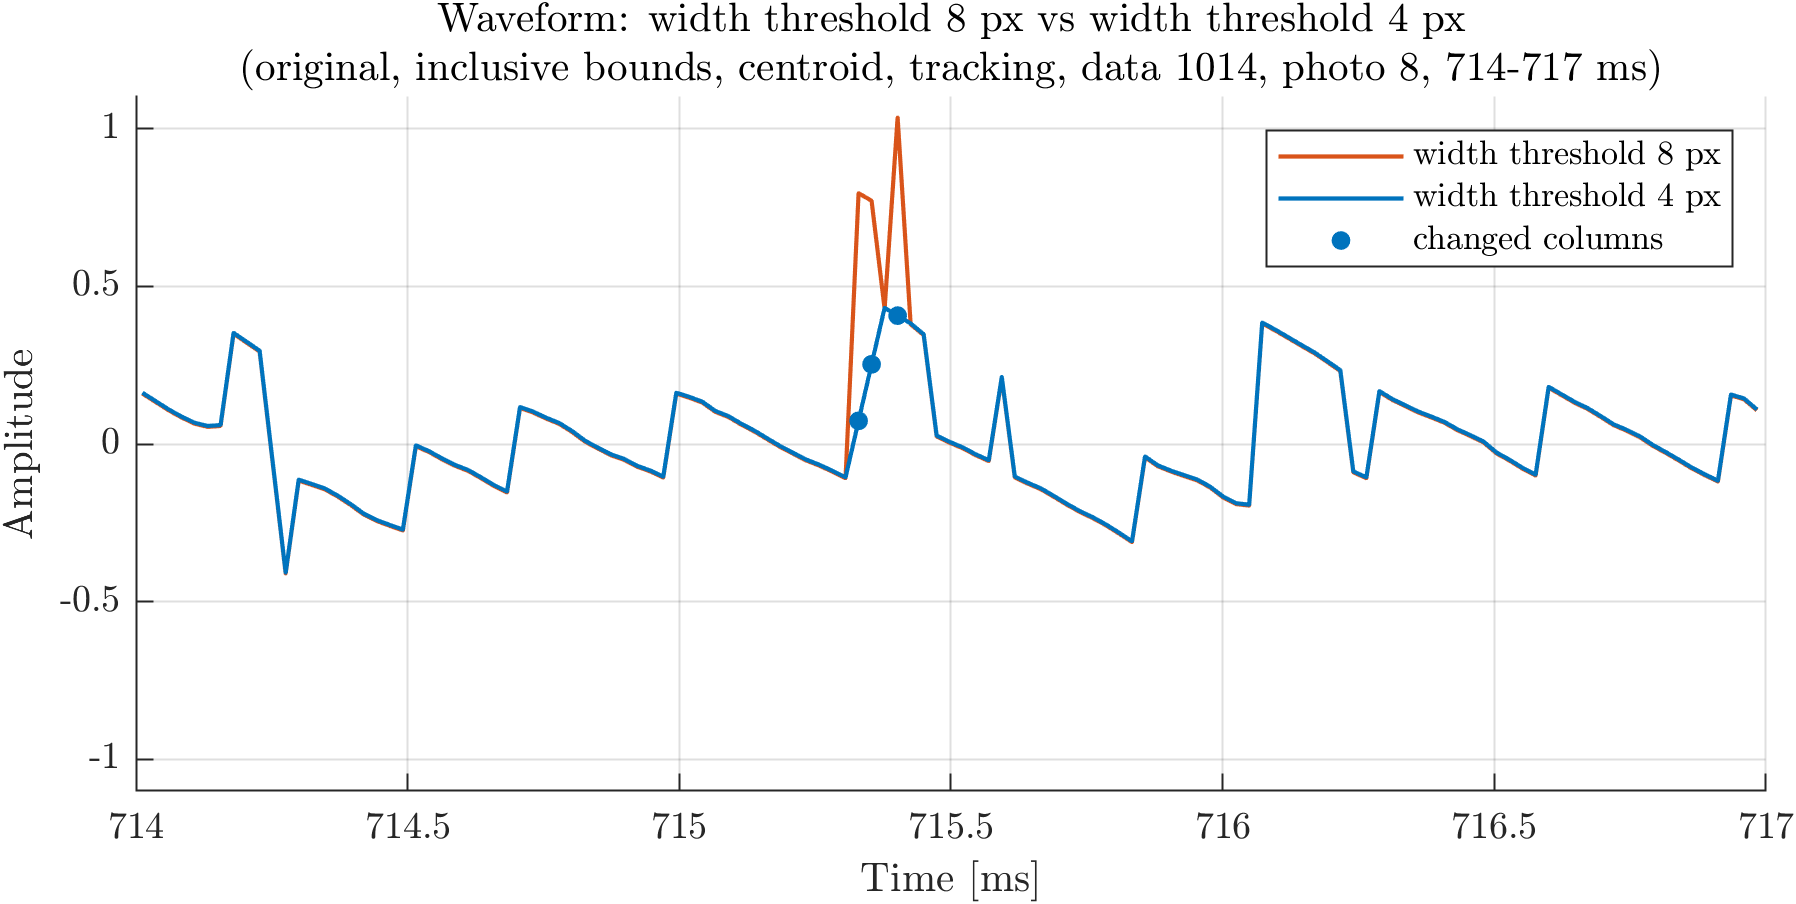 Waveform: width threshold 8 px vs width threshold 4 px
(original, inclusive bounds, centroid, tracking, data 1014, photo 8, 714-717 ms)
width threshold 8 px
width threshold 4 px
changed columns
Amplitude
1
0.5
0
-0.5
-1
714 714.5 715 715.5 716 716.5 717
Time [ms]